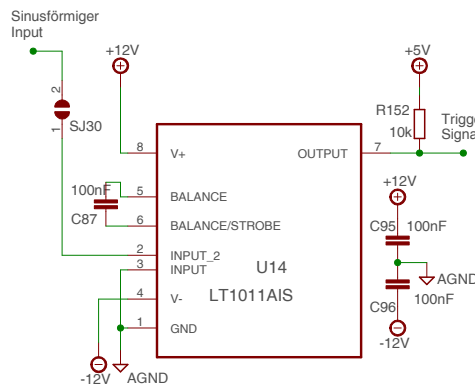 Sinusförmiger
Input
+12V
+5V
2
SJ30
1
R152
10k
Trigge
Signa
8
V+
OUTPUT
7
100nF
C87
5
BALANCE
6
BALANCE/STROBE
+12V
C95
100nF
2
INPUT_2
3
INPUT
U14
AGND
4
V-
LT1011AIS
C96
100nF
1
GND
-12V
AGND
-12V